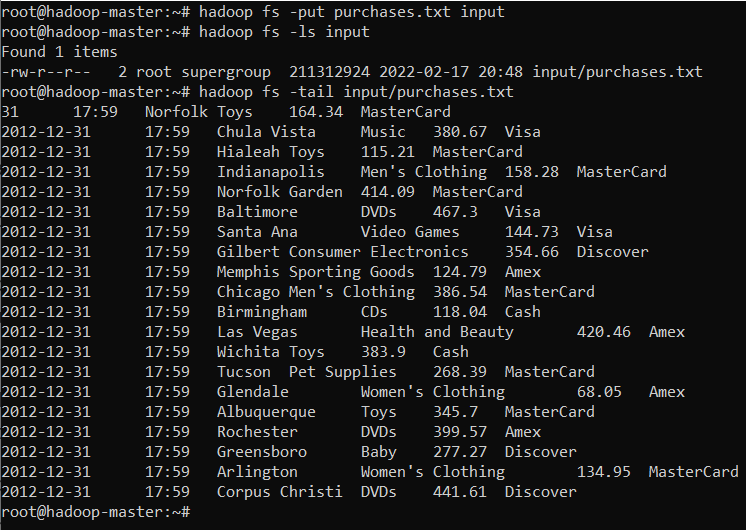 root@hadoop-master:~# hadoop fs -put purchases.txt input
root@hadoop-master:~# hadoop fs -ls input
Found 1 items
-rw-r--r--   2 root supergroup  211312924 2022-02-17 20:48 input/purchases.txt
root@hadoop-master:~# hadoop fs -tail input/purchases.txt
31      17:59   Norfolk Toys    164.34  MasterCard
2012-12-31      17:59   Chula Vista     Music   380.67  Visa
2012-12-31      17:59   Hialeah Toys    115.21  MasterCard
2012-12-31      17:59   Indianapolis    Men's Clothing  158.28  MasterCard
2012-12-31      17:59   Norfolk Garden  414.09  MasterCard
2012-12-31      17:59   Baltimore       DVDs    467.3   Visa
2012-12-31      17:59   Santa Ana       Video Games     144.73  Visa
2012-12-31      17:59   Gilbert Consumer Electronics    354.66  Discover
2012-12-31      17:59   Memphis Sporting Goods  124.79  Amex
2012-12-31      17:59   Chicago Men's Clothing  386.54  MasterCard
2012-12-31      17:59   Birmingham      CDs     118.04  Cash
2012-12-31      17:59   Las Vegas       Health and Beauty       420.46  Amex
2012-12-31      17:59   Wichita Toys    383.9   Cash
2012-12-31      17:59   Tucson  Pet Supplies    268.39  MasterCard
2012-12-31      17:59   Glendale        Women's Clothing        68.05   Amex
2012-12-31      17:59   Albuquerque     Toys    345.7   MasterCard
2012-12-31      17:59   Rochester       DVDs    399.57  Amex
2012-12-31      17:59   Greensboro      Baby    277.27  Discover
2012-12-31      17:59   Arlington       Women's Clothing        134.95  MasterCard
2012-12-31      17:59   Corpus Christi  DVDs    441.61  Discover
root@hadoop-master:~#